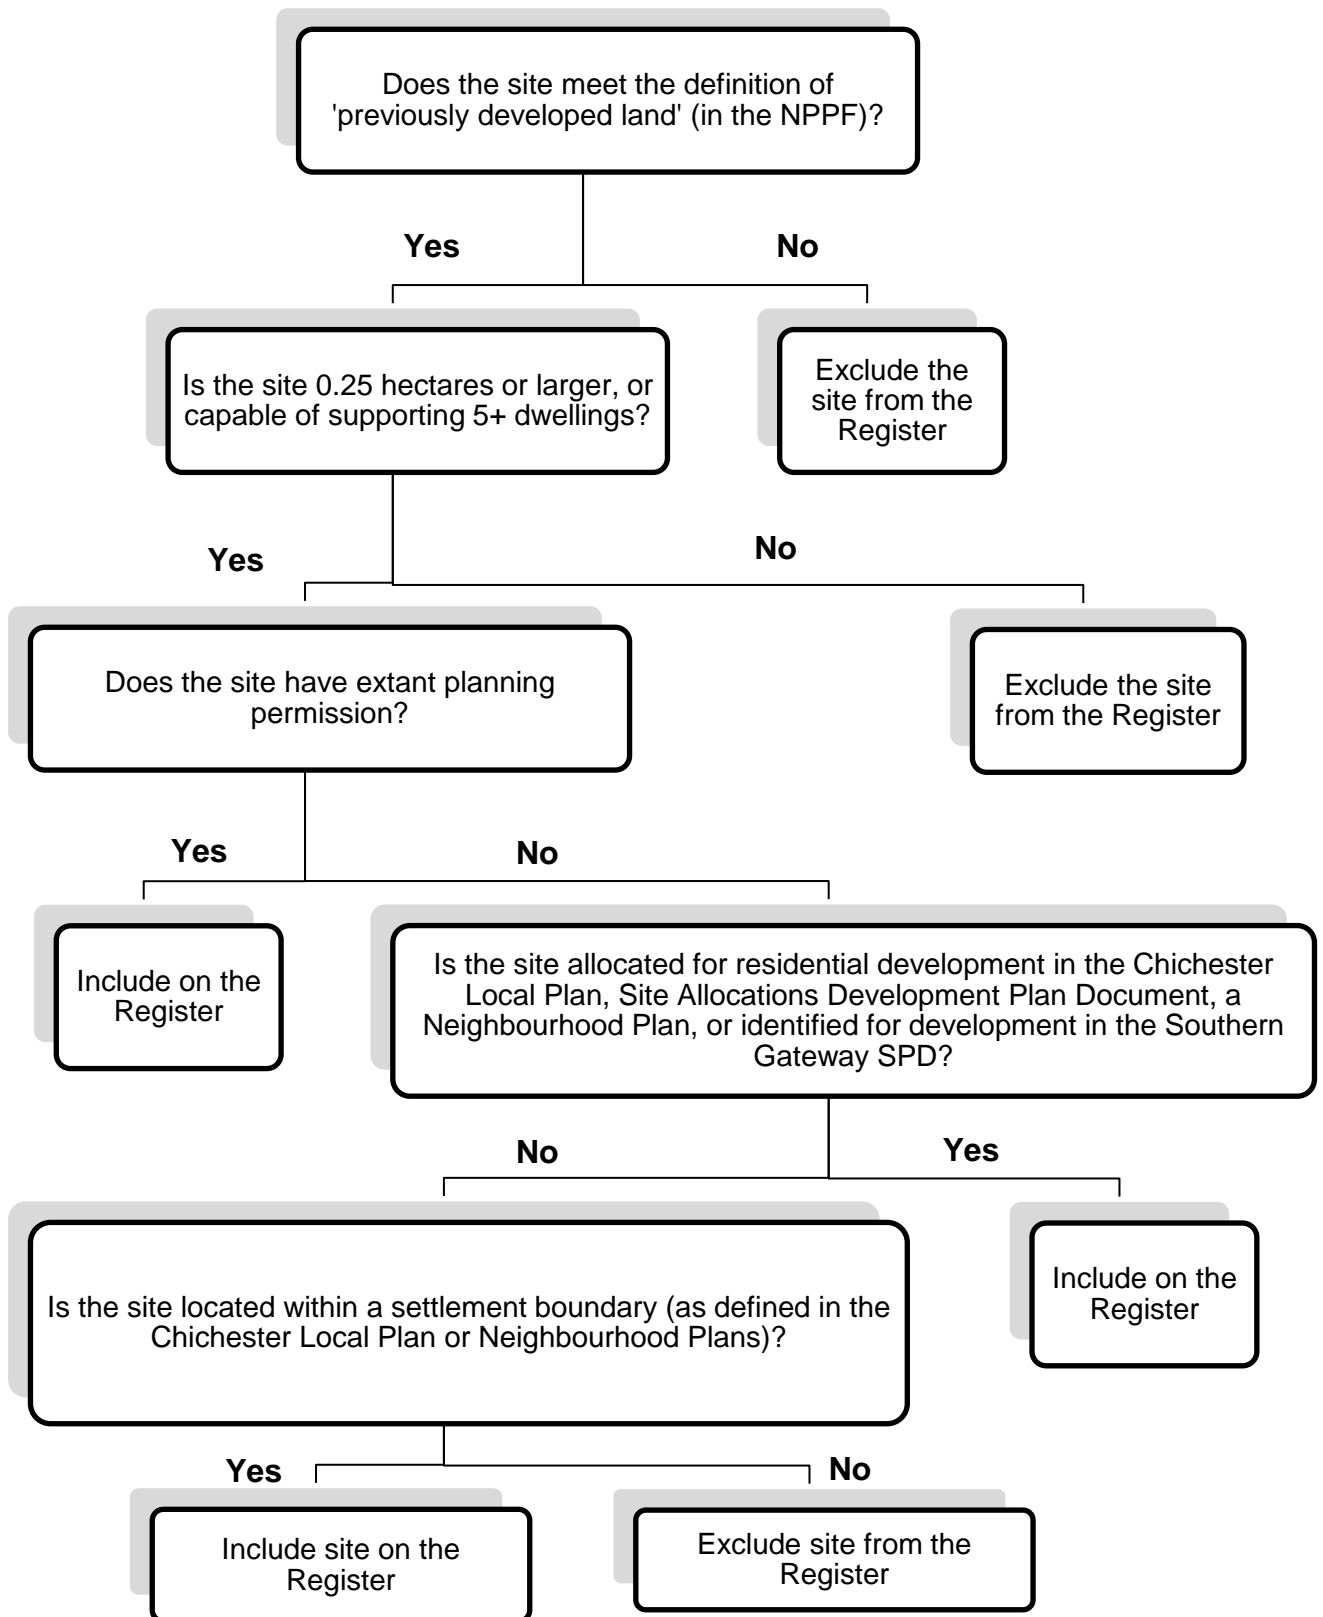 Does the site meet the definition of
'previously developed land' (in the NPPF)?
Yes
No
Is the site 0.25 hectares or larger, or
capable of supporting 5+ dwellings?
Exclude the
site from the
Register
Yes
No
Does the site have extant planning
permission?
Exclude the site
from the Register
Yes
No
Include on the
Register
Is the site allocated for residential development in the Chichester
Local Plan, Site Allocations Development Plan Document, a
Neighbourhood Plan, or identified for development in the Southern
Gateway SPD?
No
Yes
Is the site located within a settlement boundary (as defined in the
Chichester Local Plan or Neighbourhood Plans)?
Include on the
Register
Yes
No
Include site on the
Register
Exclude site from the
Register